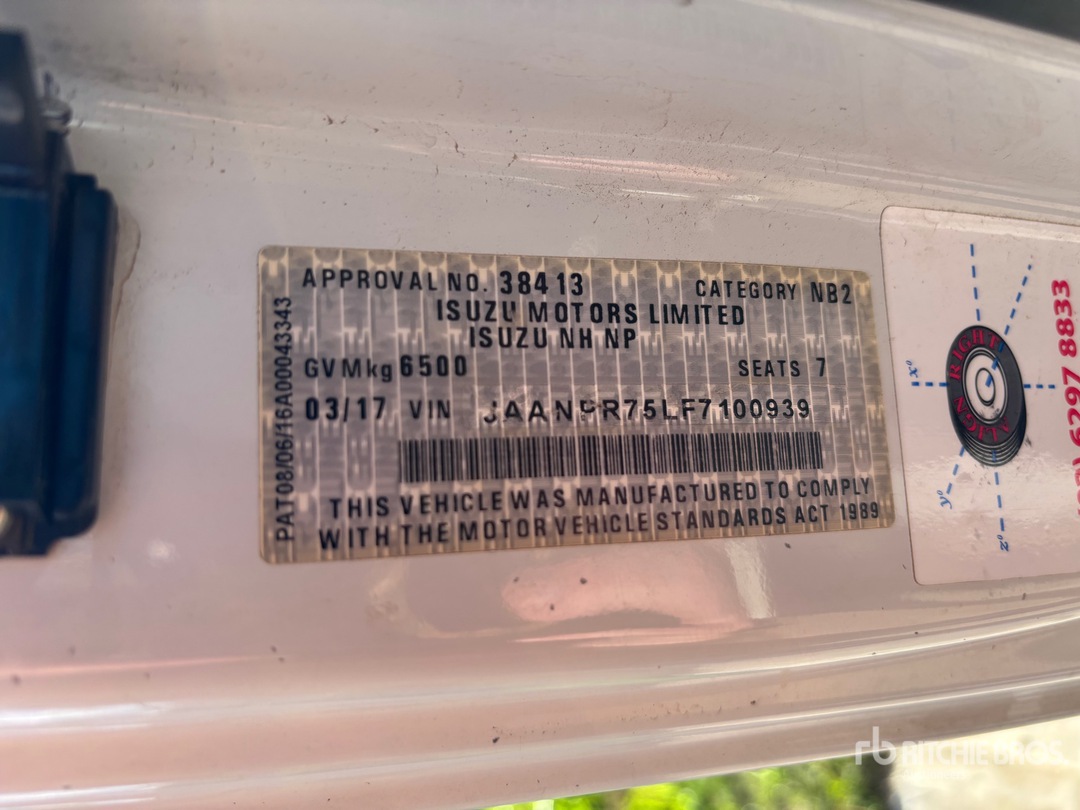 APPROVAL NO. 38413 CATEGORY NB2
ISUZU MOTORS LIMITED
ISUZU NH NP
GVMkg 6500 SEATS 7
03/17 VIN JAANPR75LF7100939
THIS VEHICLE WAS MANUFACTURED TO COMPLY
WITH THE MOTOR VEHICLE STANDARDS ACT 1989
PAT08/06/16A00043343
RIGHT
ALIGN
x°
y°
z°
6297 8833
rb RITCHIE BROS